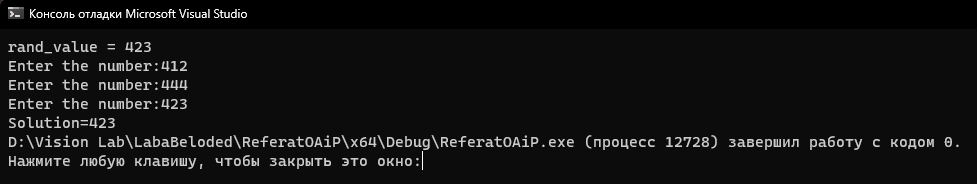 Консоль отладки Microsoft Visual Studio
rand_value = 423
Enter the number:412
Enter the number:444
Enter the number:423
Solution=423
D:\Vision Lab\LabaBeloded\ReferatOAiP\x64\Debug\ReferatOAiP.exe (процесс 12728) завершил работу с кодом 0.
Нажмите любую клавишу, чтобы закрыть это окно: